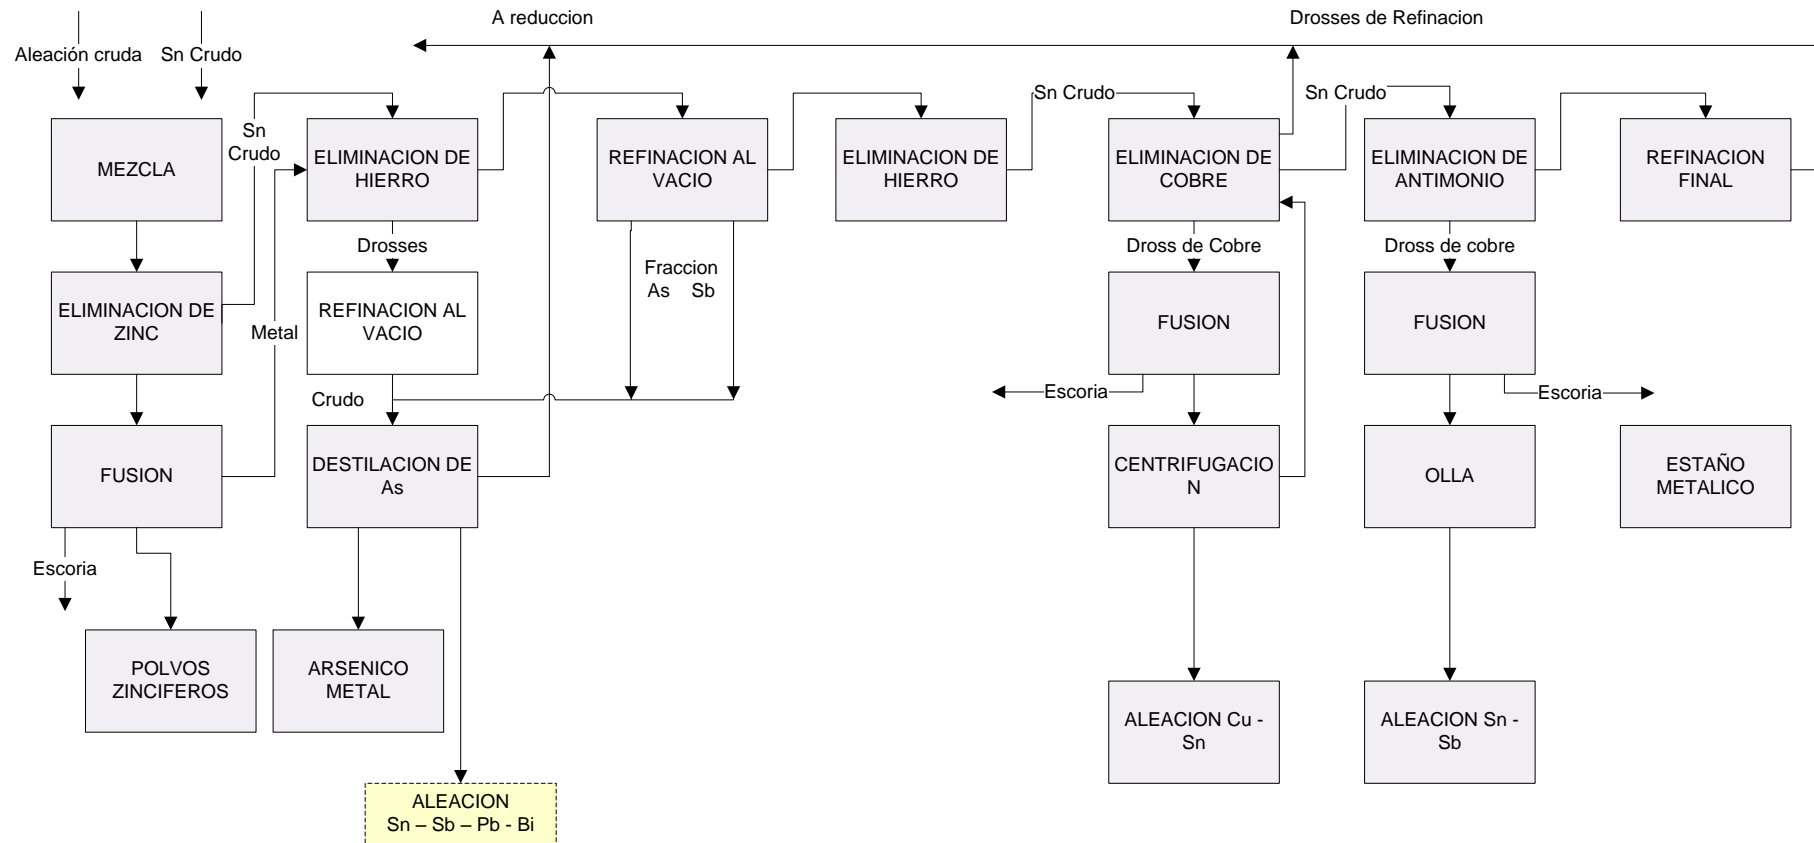 A reduccion
Drosses de Refinacion
Aleación cruda
Sn Crudo
Sn
Crudo
Sn Crudo
Sn Crudo
MEZCLA
ELIMINACION DE
HIERRO
REFINACION AL
VACIO
ELIMINACION DE
HIERRO
ELIMINACION DE
COBRE
ELIMINACION DE
ANTIMONIO
REFINACION
FINAL
Drosses
Dross de Cobre
Dross de cobre
Fraccion
As Sb
ELIMINACION DE
ZINC
Metal
REFINACION AL
VACIO
FUSION
FUSION
Crudo
Escoria
Escoria
FUSION
DESTILACION DE
As
CENTRIFUGACIO
N
OLLA
ESTAÑO
METALICO
Escoria
POLVOS
ZINCIFEROS
ARSENICO
METAL
ALEACION Cu -
Sn
ALEACION Sn -
Sb
ALEACION
Sn – Sb – Pb - Bi